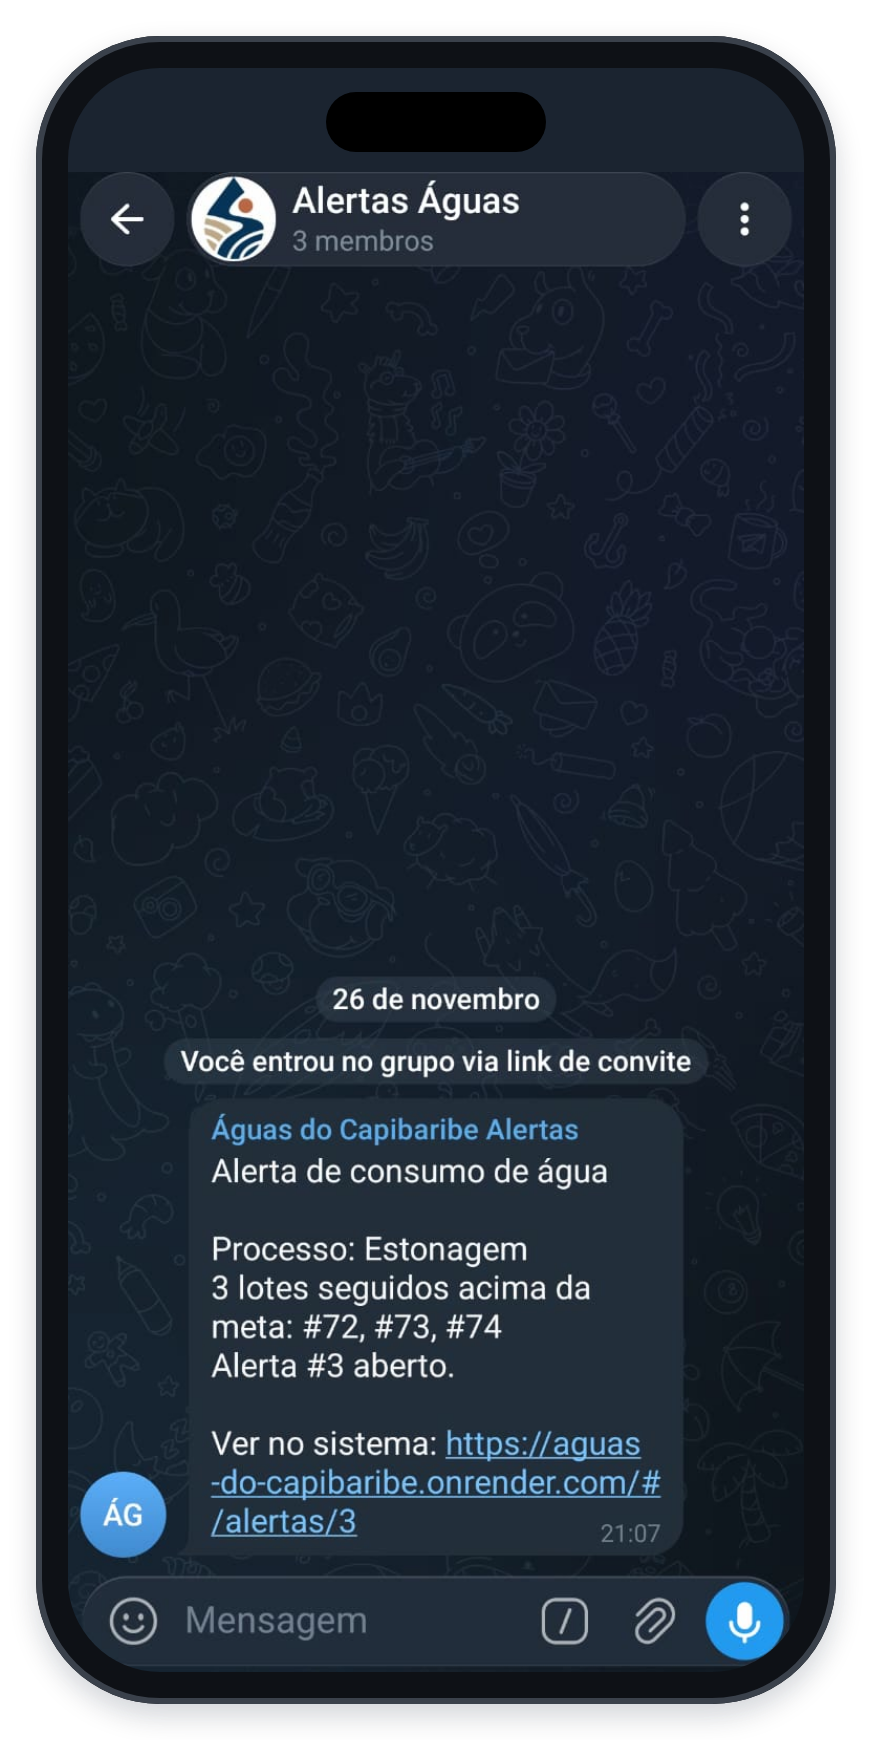 Alertas Águas
3 membros
26 de novembro
Você entrou no grupo via link de convite
Águas do Capibaribe Alertas
Alerta de consumo de água
Processo: Estonagem
3 lotes seguidos acima da
meta: #72, #73, #74
Alerta #3 aberto.
Ver no sistema: https://aguas
-do-capibaribe.onrender.com/#
/alertas/3
21:07
ÁG
Mensagem